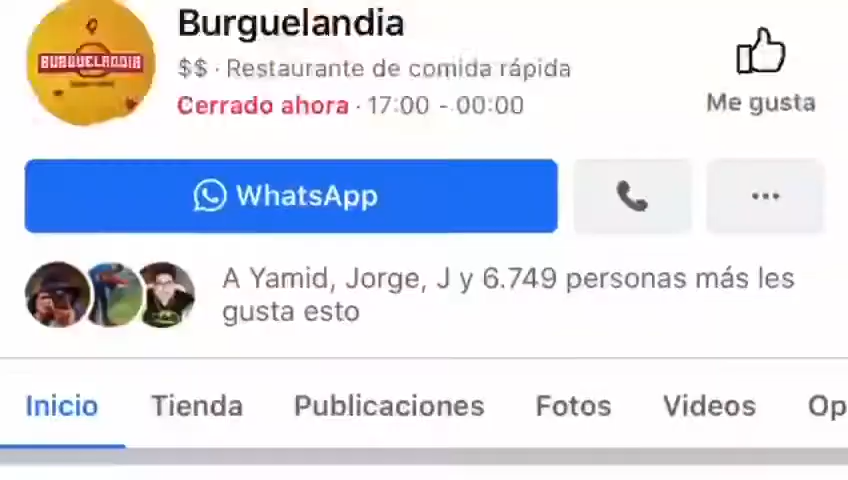 Burguelandia
BURGUELANDIA
$$ · Restaurante de comida rápida
Cerrado ahora · 17:00 - 00:00
Me gusta
WhatsApp
A Yamid, Jorge, J y 6.749 personas más les
gusta esto
Inicio Tienda Publicaciones Fotos Videos Op